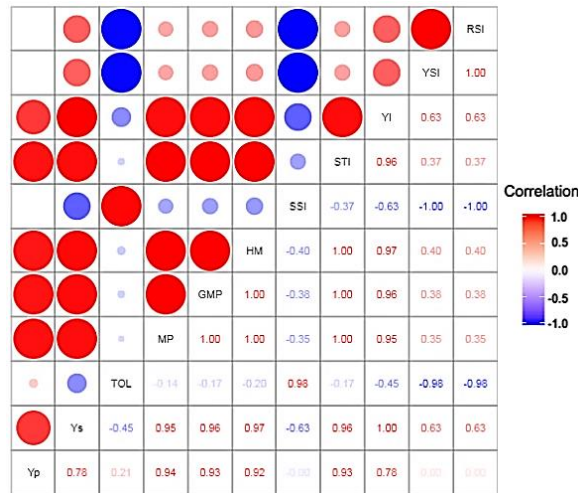 RSI
YSI 1.00
YI 0.63 0.63
STI 0.96 0.37 0.37
SSI -0.37 -0.63 -1.00 -1.00
HM -0.40 1.00 0.97 0.40 0.40
GMP 1.00 -0.38 1.00 0.96 0.38 0.38
MP 1.00 1.00 -0.35 1.00 0.95 0.35 0.35
TOL -0.14 -0.17 -0.20 0.98 -0.17 -0.45 -0.98 -0.98
Ys -0.45 0.95 0.96 0.97 -0.63 0.96 1.00 0.63 0.63
Yp 0.78 0.21 0.94 0.93 0.92 -0.00 0.93 0.78 0.00 0.00
Correlation
1.0
0.5
0.0
-0.5
-1.0